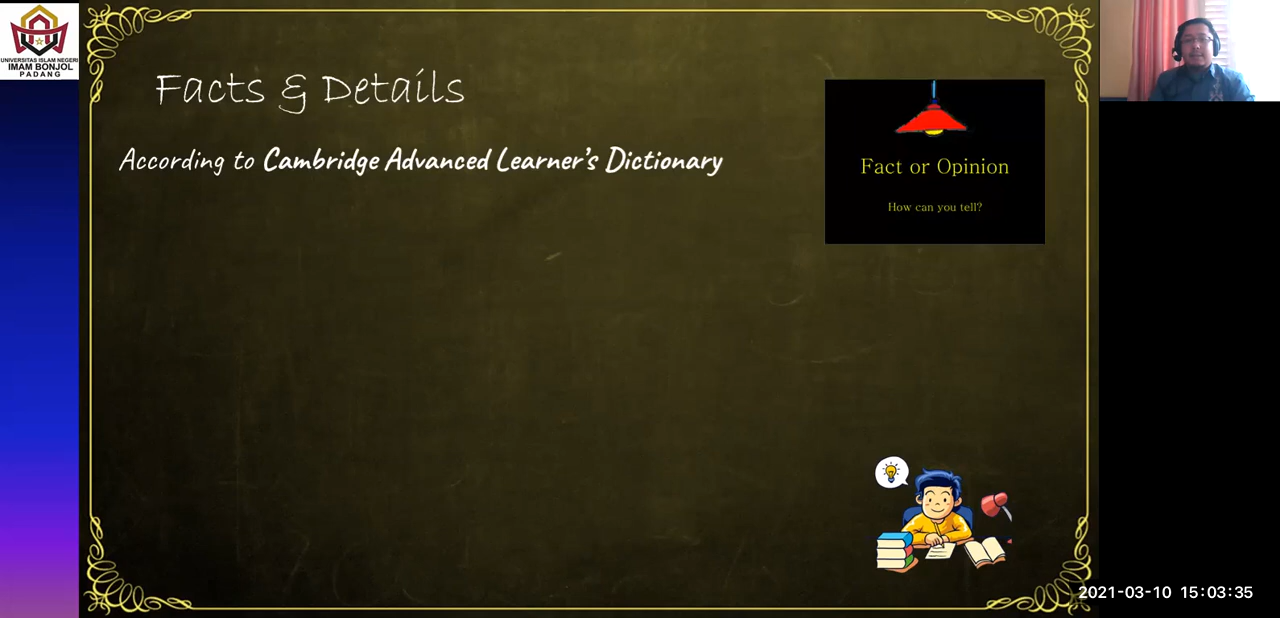 UNIVERSITAS ISLAM NEGERI
IMAM BONJOL
PADANG
Facts & Details
According to Cambridge Advanced Learner's Dictionary
Fact or Opinion
How can you tell?
2021-03-10 15:03:35